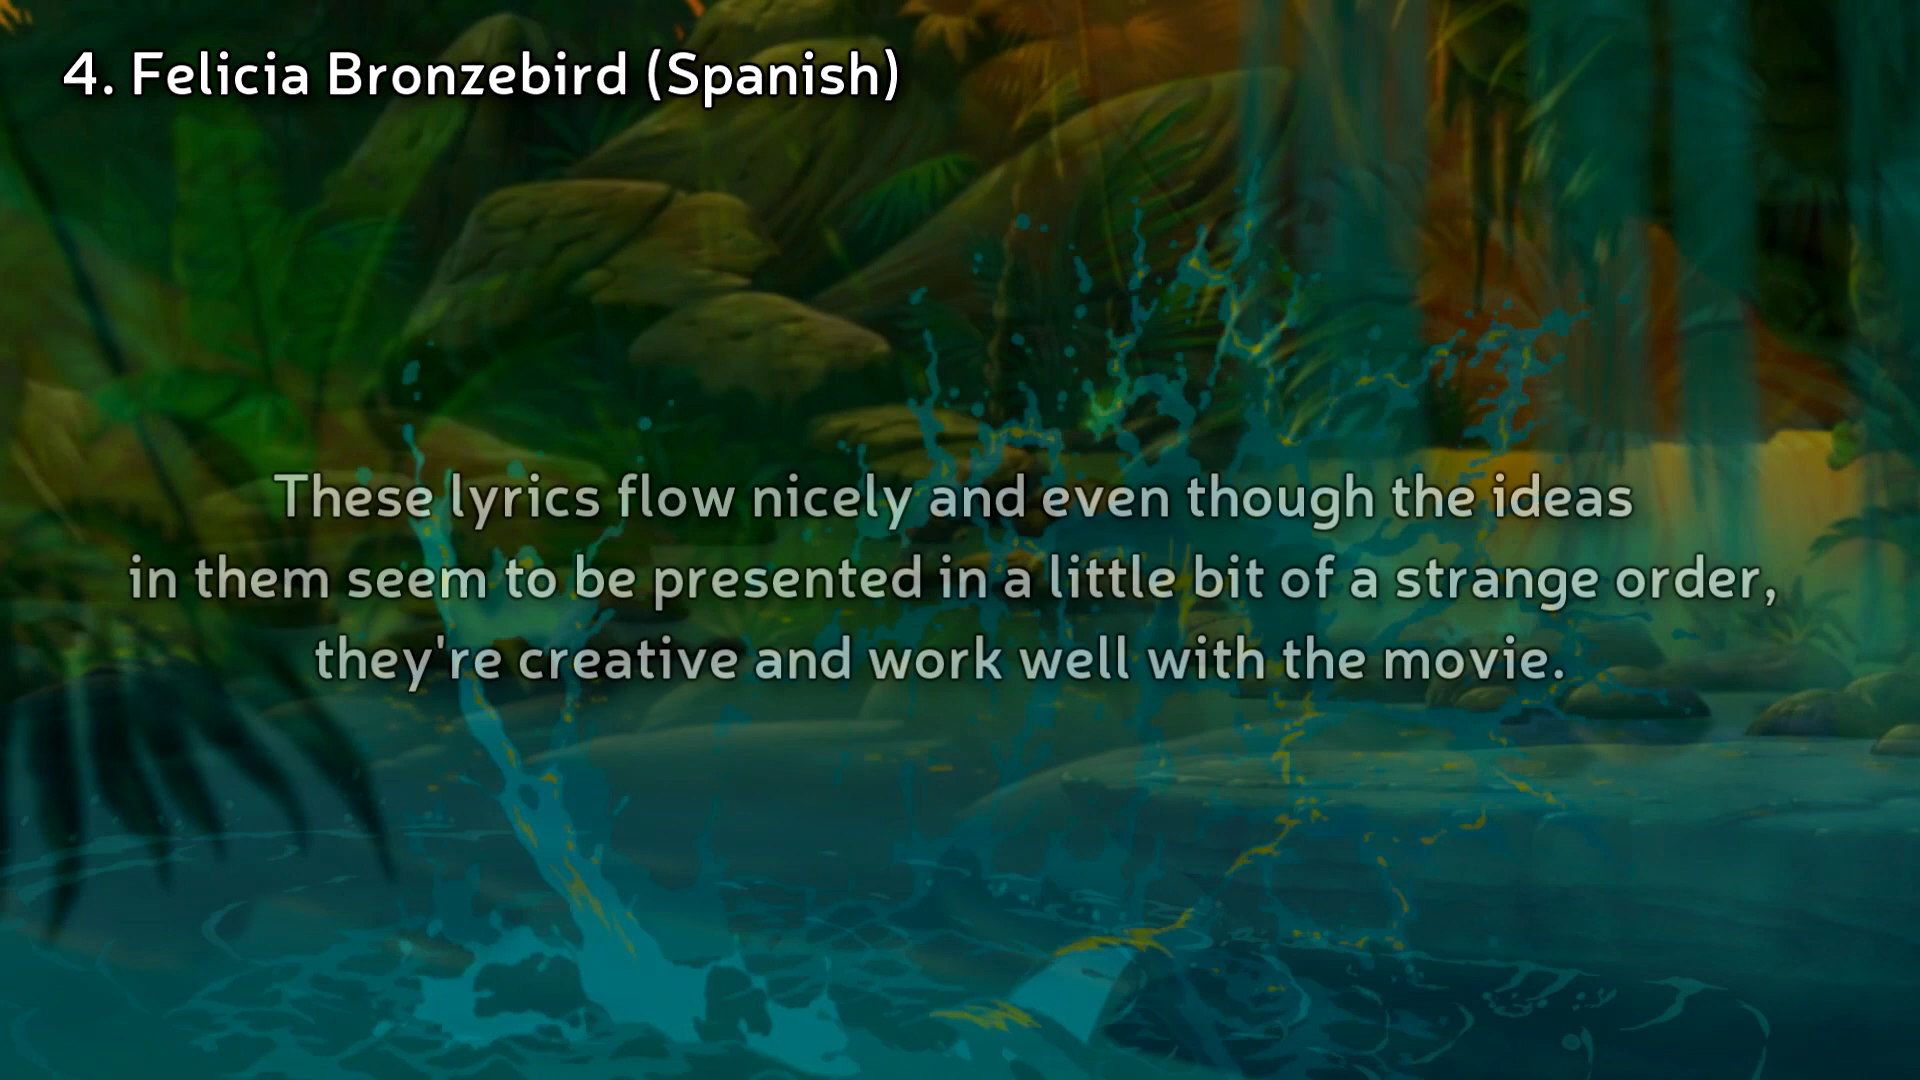 4. Felicia Bronzebird (Spanish)
These lyrics flow nicely and even though the ideas
in them seem to be presented in a little bit of a strange order,
they're creative and work well with the movie.